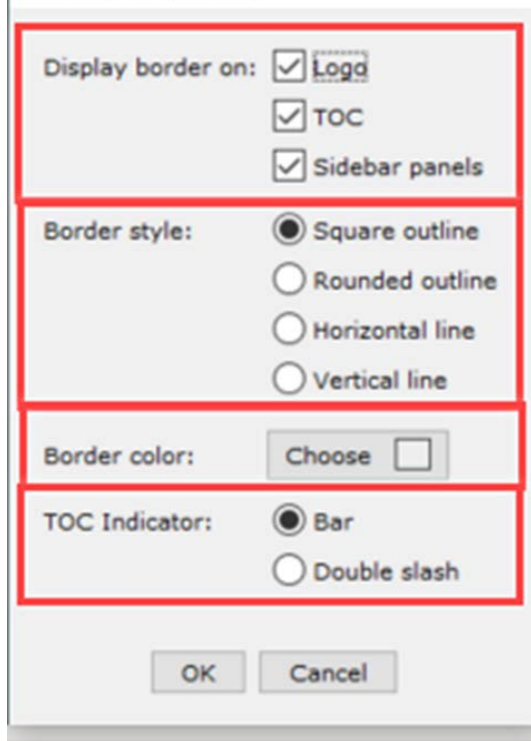 Display border on: Logo
TOC
Sidebar panels
Border style: Square outline
Rounded outline
Horizontal line
Vertical line
Border color: Choose
TOC Indicator: Bar
Double slash
OK Cancel